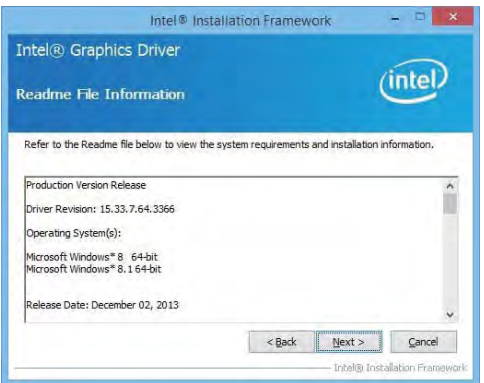 Intel® Installation Framework
Intel® Graphics Driver
Readme File Information
intel
Refer to the Readme file below to view the system requirements and installation information.
Production Version Release
Driver Revision: 15.33.7.64.3366
Operating System(s):
Microsoft Windows* 8 64-bit
Microsoft Windows* 8.1 64-bit
Release Date: December 02, 2013
< Back Next > Cancel
Intel® Installation Framework